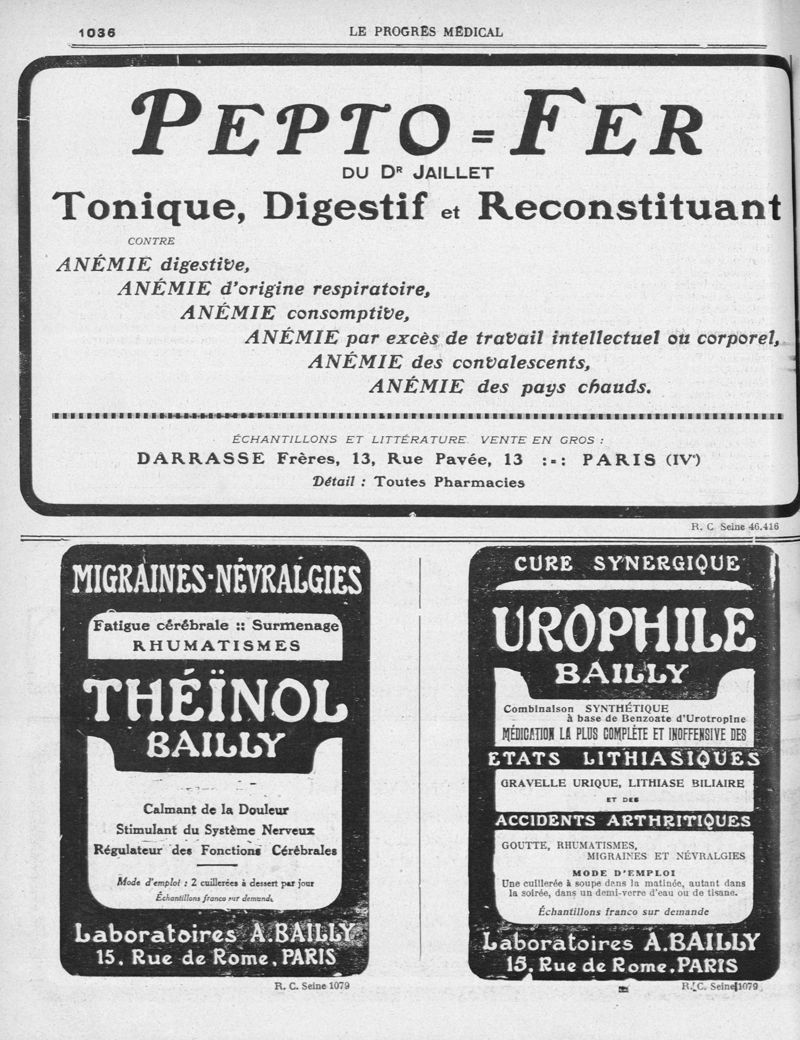 1036
LE PROGRÈS MÉDICAL
PEPTO=FER
DU Dʀ JAILLET
Tonique, Digestif et Reconstituant
CONTRE
ANÉMIE digestive,
ANÉMIE d'origine respiratoire,
ANÉMIE consomptive,
ANÉMIE par excès de travail intellectuel ou corporel,
ANÉMIE des convalescents,
ANÉMIE des pays chauds.
ÉCHANTILLONS ET LITTÉRATURE. VENTE EN GROS :
DARRASSE Frères, 13, Rue Pavée, 13 :-: PARIS (IVᵉ)
Détail : Toutes Pharmacies
R. C. Seine 46.416
MIGRAINES-NÉVRALGIES
Fatigue cérébrale :: Surmenage
RHUMATISMES
THÉÏNOL
BAILLY
Calmant de la Douleur
Stimulant du Système Nerveux
Régulateur des Fonctions Cérébrales
Mode d'emploi : 2 cuillerées à dessert par jour
Échantillons franco sur demande
Laboratoires A.BAILLY
15, Rue de Rome, PARIS
R. C. Seine 1079
CURE SYNERGIQUE
UROPHILE
BAILLY
Combinaison SYNTHÉTIQUE
à base de Benzoate d'Urotropine
MÉDICATION LA PLUS COMPLÈTE ET INOFFENSIVE DES
ETATS LITHIASIQUES
GRAVELLE URIQUE, LITHIASE BILIAIRE
ET DES
ACCIDENTS ARTHRITIQUES
GOUTTE, RHUMATISMES,
MIGRAINES ET NÉVRALGIES
MODE D'EMPLOI
Une cuillerée à soupe dans la matinée, autant dans
la soirée, dans un demi-verre d'eau ou de tisane.
Échantillons franco sur demande
Laboratoires A.BAILLY
15, Rue de Rome, PARIS
R. C. Seine 1079